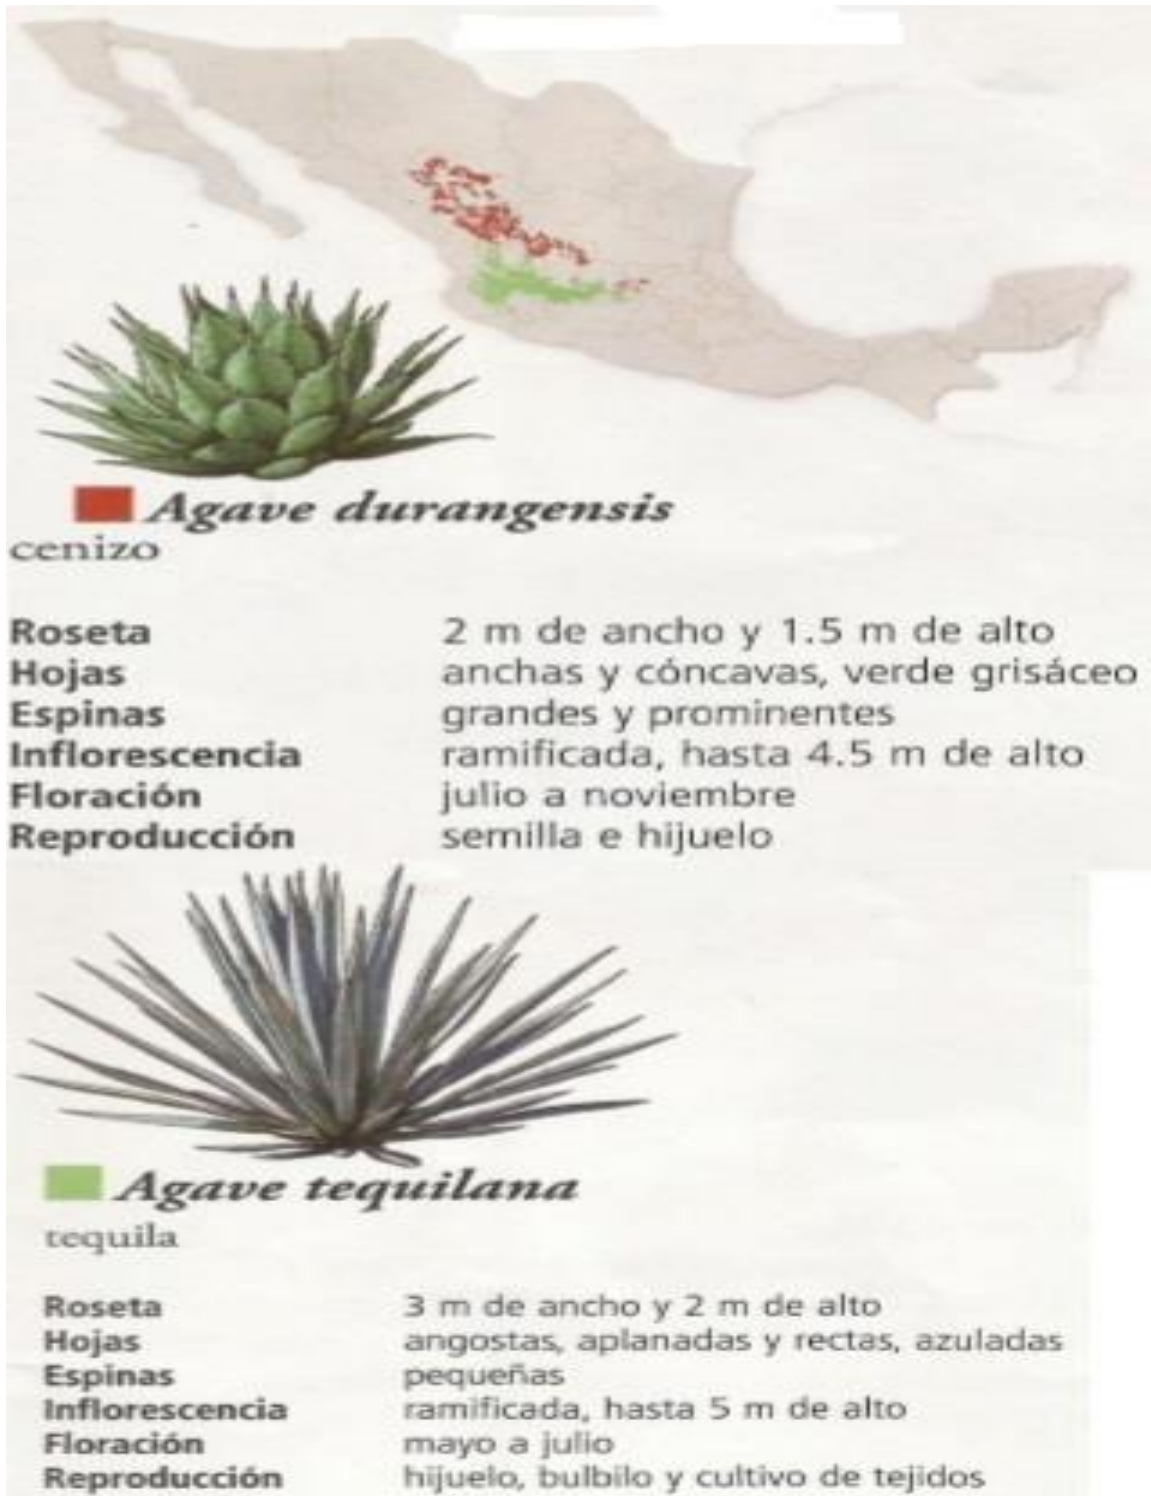 Agave durangensis
cenizo
Roseta 2 m de ancho y 1.5 m de alto
Hojas anchas y cóncavas, verde grisáceo
Espinas grandes y prominentes
Inflorescencia ramificada, hasta 4.5 m de alto
Floración julio a noviembre
Reproducción semilla e hijuelo
Agave tequilana
tequila
Roseta 3 m de ancho y 2 m de alto
Hojas angostas, aplanadas y rectas, azuladas
Espinas pequeñas
Inflorescencia ramificada, hasta 5 m de alto
Floración mayo a julio
Reproducción hijuelo, bulbilo y cultivo de tejidos